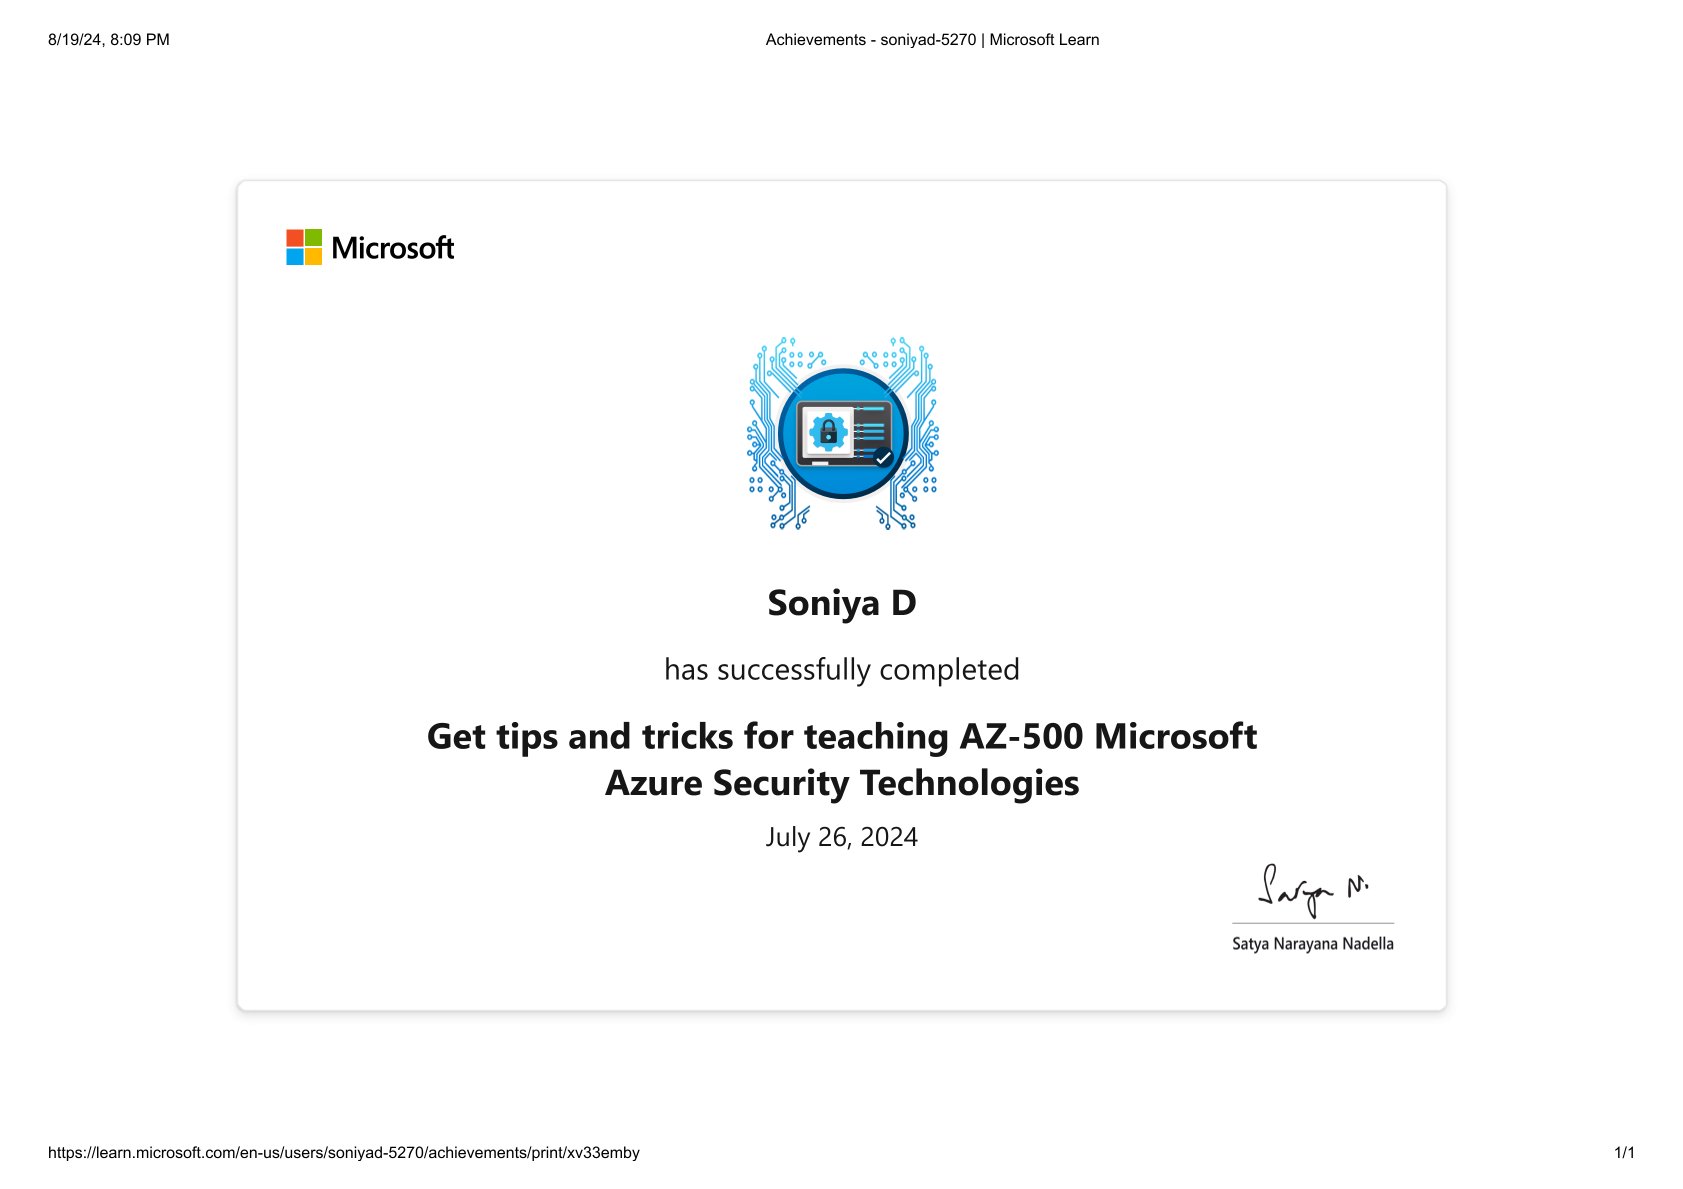 8/19/24, 8:09 PM
Achievements - soniyad-5270 | Microsoft Learn
Microsoft
Soniya D
has successfully completed
Get tips and tricks for teaching AZ-500 Microsoft
Azure Security Technologies
July 26, 2024
Satya N.
Satya Narayana Nadella
https://learn.microsoft.com/en-us/users/soniyad-5270/achievements/print/xv33emby
1/1